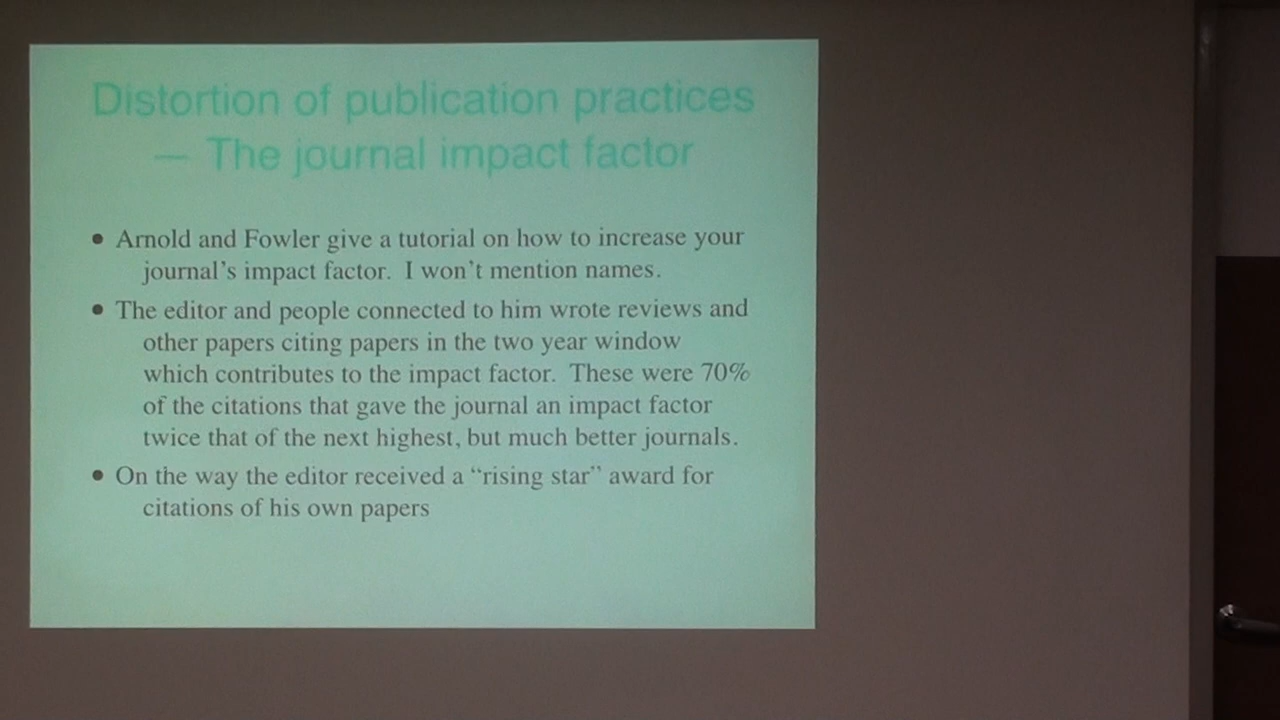 Distortion of publication practices
— The journal impact factor
• Arnold and Fowler give a tutorial on how to increase your
journal's impact factor. I won't mention names.
• The editor and people connected to him wrote reviews and
other papers citing papers in the two year window
which contributes to the impact factor. These were 70%
of the citations that gave the journal an impact factor
twice that of the next highest, but much better journals.
• On the way the editor received a “rising star” award for
citations of his own papers